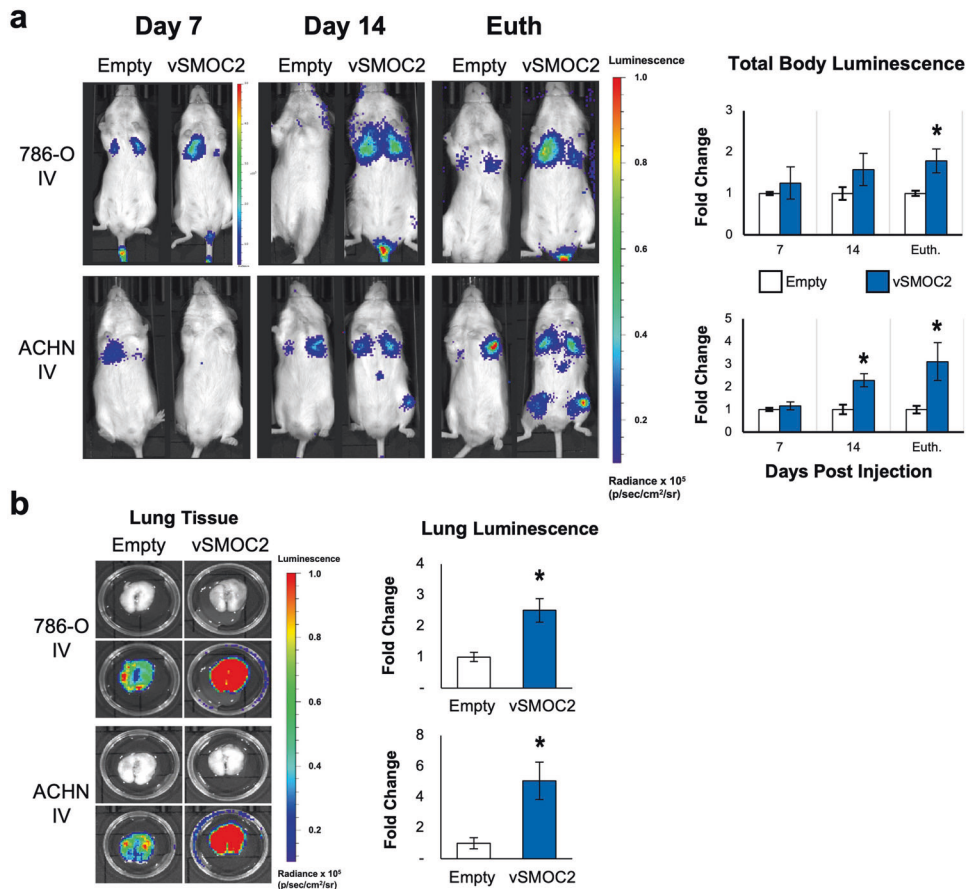 a
Day 7
Day 14
Euth
Empty vSMOC2
Empty vSMOC2
Empty vSMOC2
786-O
IV
ACHN
IV
Luminescence
1.0
0.8
0.6
0.4
0.2
Radiance x 10⁵
(p/sec/cm²/sr)
Total Body Luminescence
Fold Change
3
2
1
0
7 14 Euth.
*
Empty vSMOC2
Fold Change
5
4
3
2
1
0
7 14 Euth.
* *
Days Post Injection
b
Lung Tissue
Empty vSMOC2
786-O
IV
ACHN
IV
Luminescence
1.0
0.8
0.6
0.4
0.2
Radiance x 10⁵
(p/sec/cm²/sr)
Lung Luminescence
Fold Change
4
3
2
1
-
*
Empty vSMOC2
Fold Change
8
6
4
2
-
*
Empty vSMOC2